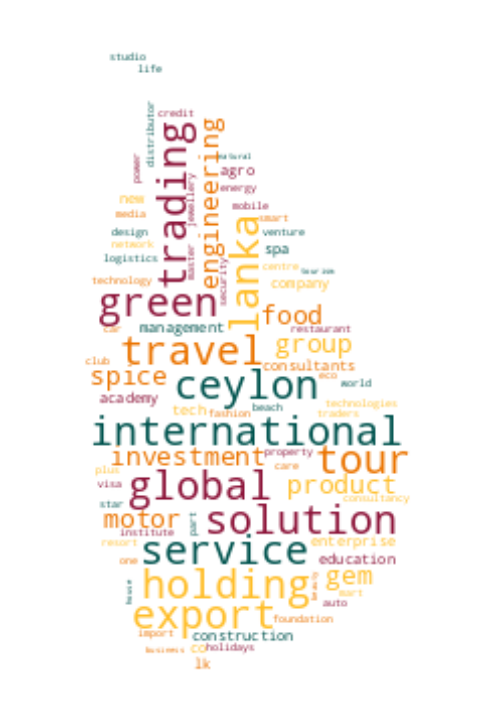 studio
life
distributor
credit
trading
engineering
natural
power
agro
energy
jewellery
new
mobile
media
smart
lanka
design
venture
network
spa
master
logistics
security
centre
tourism
technology
company
green
food
car
management
restaurant
travel
group
club
consultants
spice
ceylon
eco
world
academy
technologies
tech
fashion
beach
traders
international
investment
property
tour
plus
care
visa
global
product
consultancy
star
motor
part
solution
institute
resort
service
enterprise
one
education
holding
gem
house
beauty
mart
auto
export
foundation
import
construction
business
co
holidays
lk